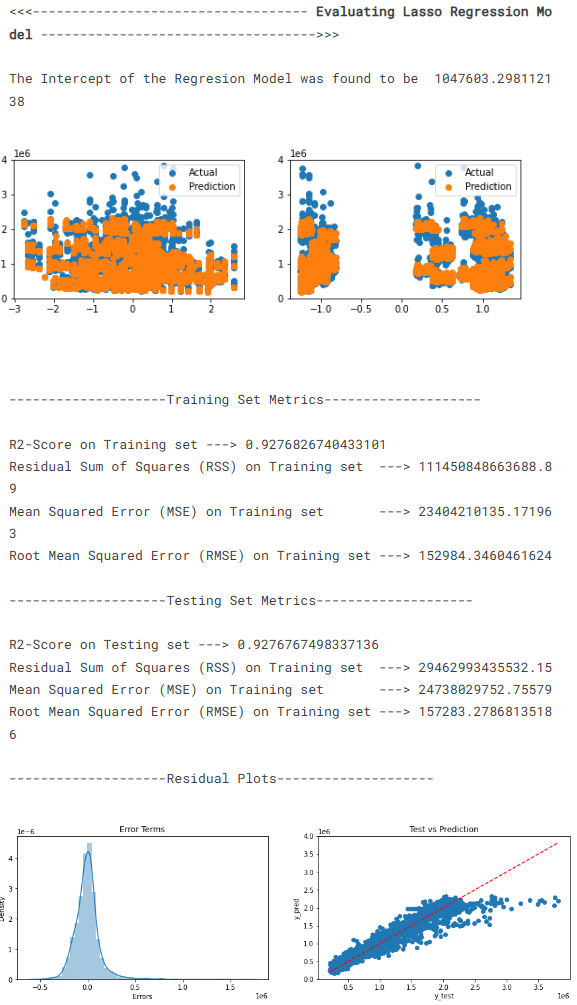 <<<----------------------------------- Evaluating Lasso Regression Mo
del ----------------------------------->>>
The Intercept of the Regresion Model was found to be  1047603.2981121
38
1e6
4
3
2
1
0
Actual
Prediction
−3 −2 −1 0 1 2
1e6
4
3
2
1
0
Actual
Prediction
−1.0 −0.5 0.0 0.5 1.0
--------------------Training Set Metrics--------------------
R2-Score on Training set ---> 0.9276826740433101
Residual Sum of Squares (RSS) on Training set  ---> 111450848663688.8
9
Mean Squared Error (MSE) on Training set       ---> 23404210135.17196
3
Root Mean Squared Error (RMSE) on Training set ---> 152984.3460461624
--------------------Testing Set Metrics--------------------
R2-Score on Testing set ---> 0.9276767498337136
Residual Sum of Squares (RSS) on Training set  ---> 29462993435532.15
Mean Squared Error (MSE) on Training set       ---> 24738029752.75579
Root Mean Squared Error (RMSE) on Training set ---> 157283.2786813518
6
--------------------Residual Plots--------------------
Error Terms
1e−6
4
3
2
1
0
Density
−0.5 0.0 0.5 1.0 1.5
1e6
Errors
Test vs Prediction
1e6
4.0
3.5
3.0
2.5
2.0
1.5
1.0
0.5
0.0
y_pred
0.5 1.0 1.5 2.0 2.5 3.0 3.5
1e6
y_test